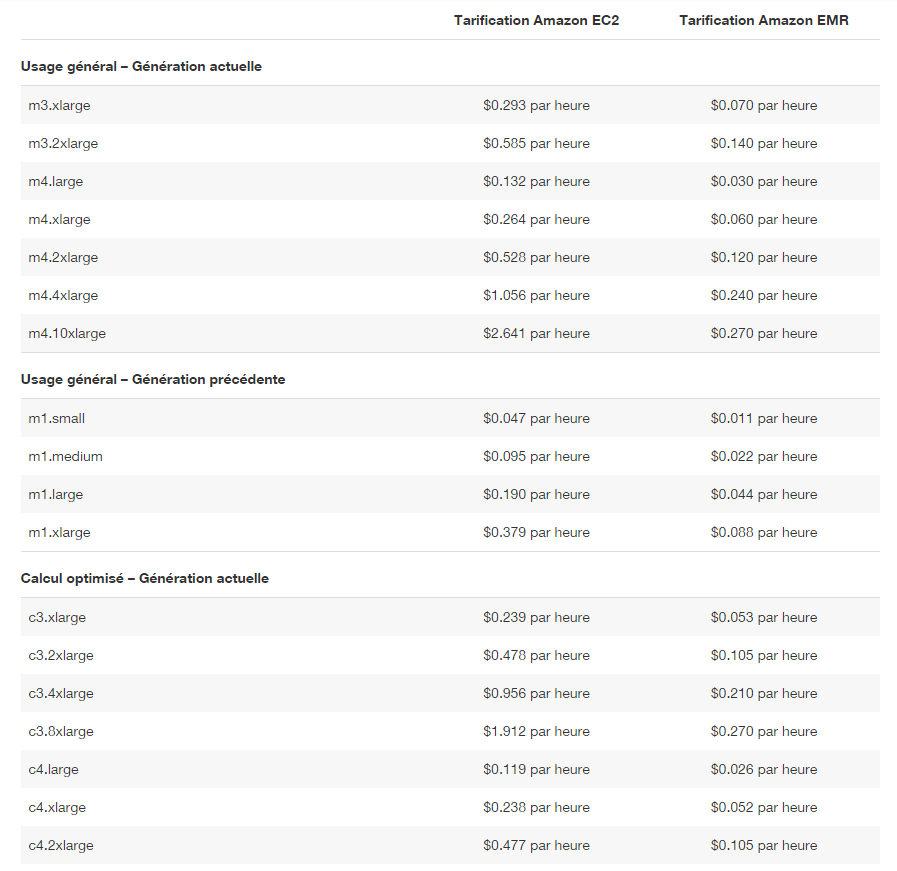 Tarification Amazon EC2 Tarification Amazon EMR
Usage général – Génération actuelle
m3.xlarge $0.293 par heure $0.070 par heure
m3.2xlarge $0.585 par heure $0.140 par heure
m4.large $0.132 par heure $0.030 par heure
m4.xlarge $0.264 par heure $0.060 par heure
m4.2xlarge $0.528 par heure $0.120 par heure
m4.4xlarge $1.056 par heure $0.240 par heure
m4.10xlarge $2.641 par heure $0.270 par heure
Usage général – Génération précédente
m1.small $0.047 par heure $0.011 par heure
m1.medium $0.095 par heure $0.022 par heure
m1.large $0.190 par heure $0.044 par heure
m1.xlarge $0.379 par heure $0.088 par heure
Calcul optimisé – Génération actuelle
c3.xlarge $0.239 par heure $0.053 par heure
c3.2xlarge $0.478 par heure $0.105 par heure
c3.4xlarge $0.956 par heure $0.210 par heure
c3.8xlarge $1.912 par heure $0.270 par heure
c4.large $0.119 par heure $0.026 par heure
c4.xlarge $0.238 par heure $0.052 par heure
c4.2xlarge $0.477 par heure $0.105 par heure